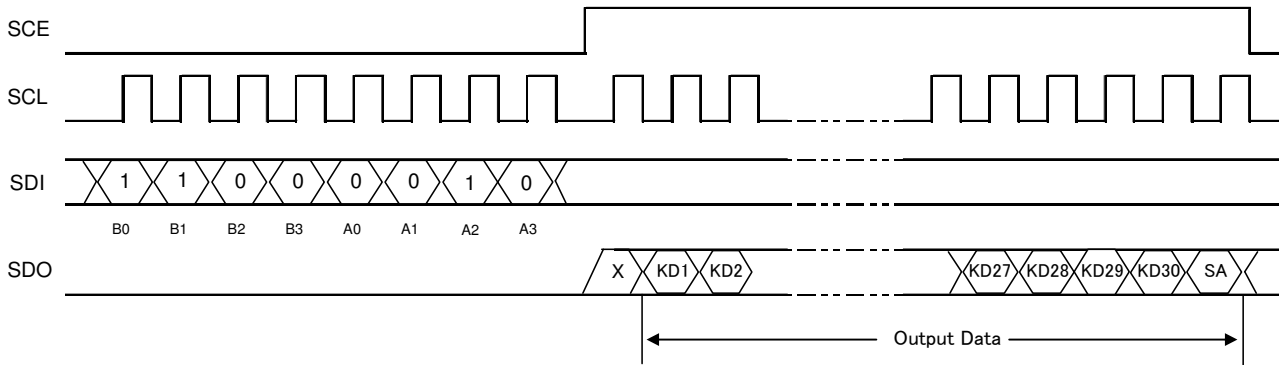 SCE
SCL
SDI 1 1 0 0 0 0 1 0
B0 B1 B2 B3 A0 A1 A2 A3
SDO X KD1 KD2 KD27 KD28 KD29 KD30 SA
Output Data